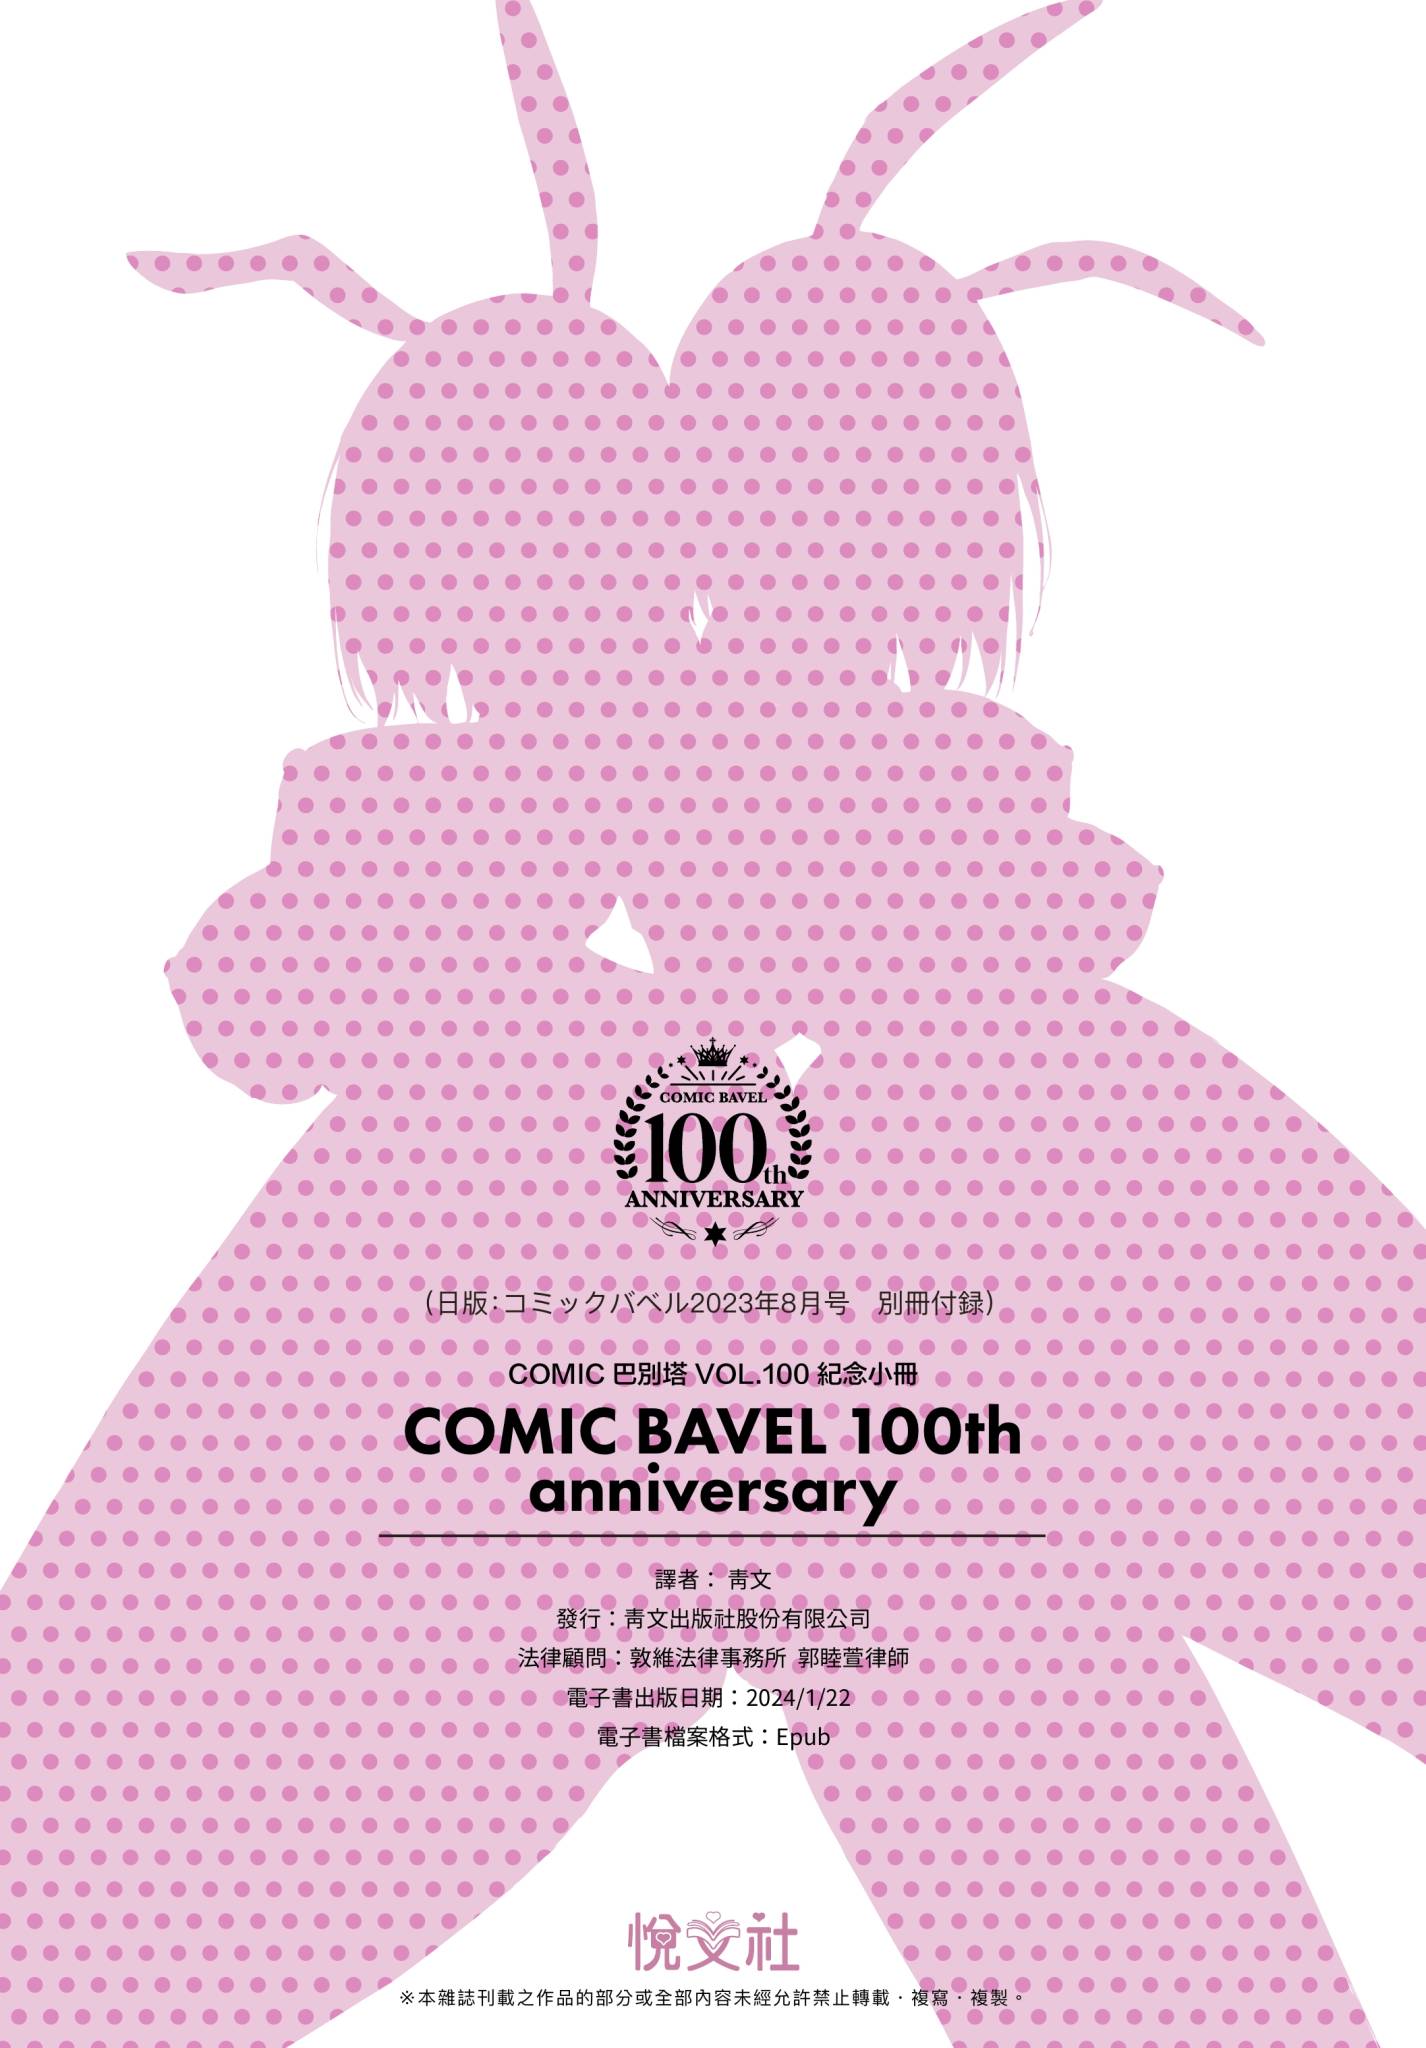 COMIC BAVEL
100th
ANNIVERSARY
(日版:コミックバベル2023年8月号　別冊付録)
COMIC 巴別塔 VOL.100 紀念小冊
COMIC BAVEL 100th
anniversary
譯者： 靑文
發行：靑文出版社股份有限公司
法律顧問：敦維法律事務所 郭睦萱律師
電子書出版日期：2024/1/22
電子書檔案格式：Epub
悅文社
※本雜誌刊載之作品的部分或全部內容未經允許禁止轉載．複寫．複製。